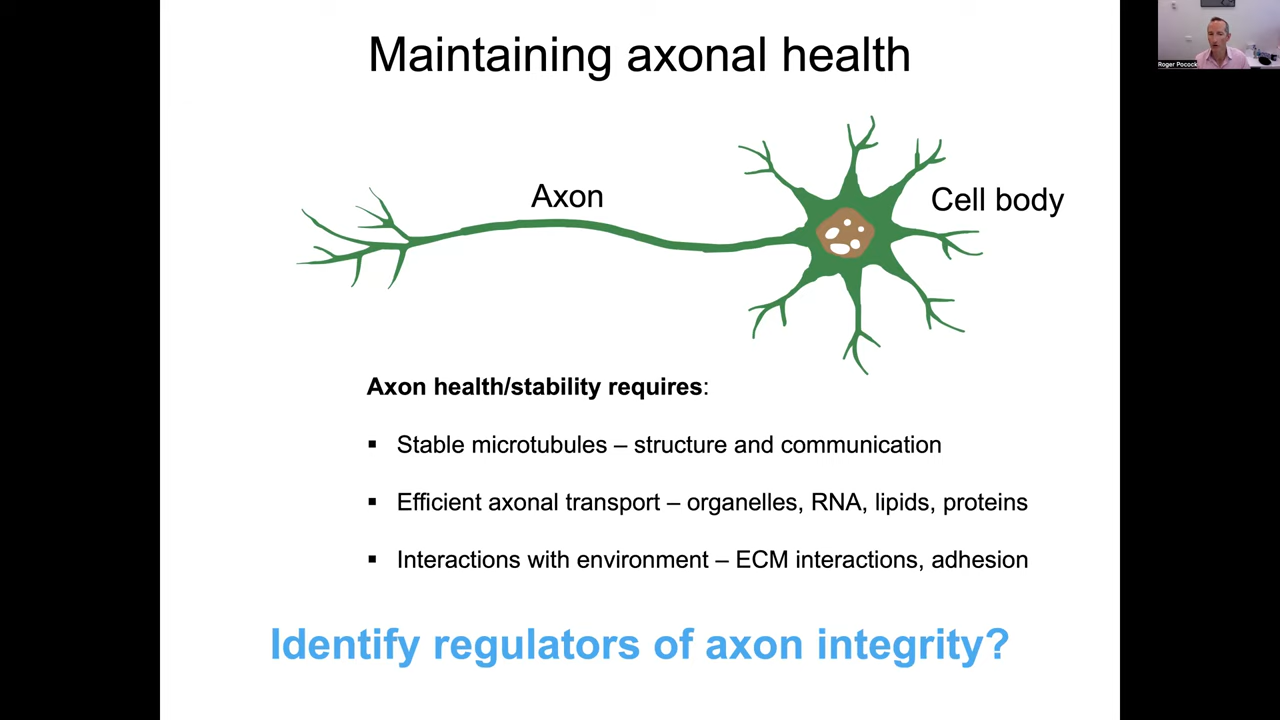 Maintaining axonal health
Roger Pocock
Axon
Cell body
Axon health/stability requires:
▪ Stable microtubules – structure and communication
▪ Efficient axonal transport – organelles, RNA, lipids, proteins
▪ Interactions with environment – ECM interactions, adhesion
Identify regulators of axon integrity?